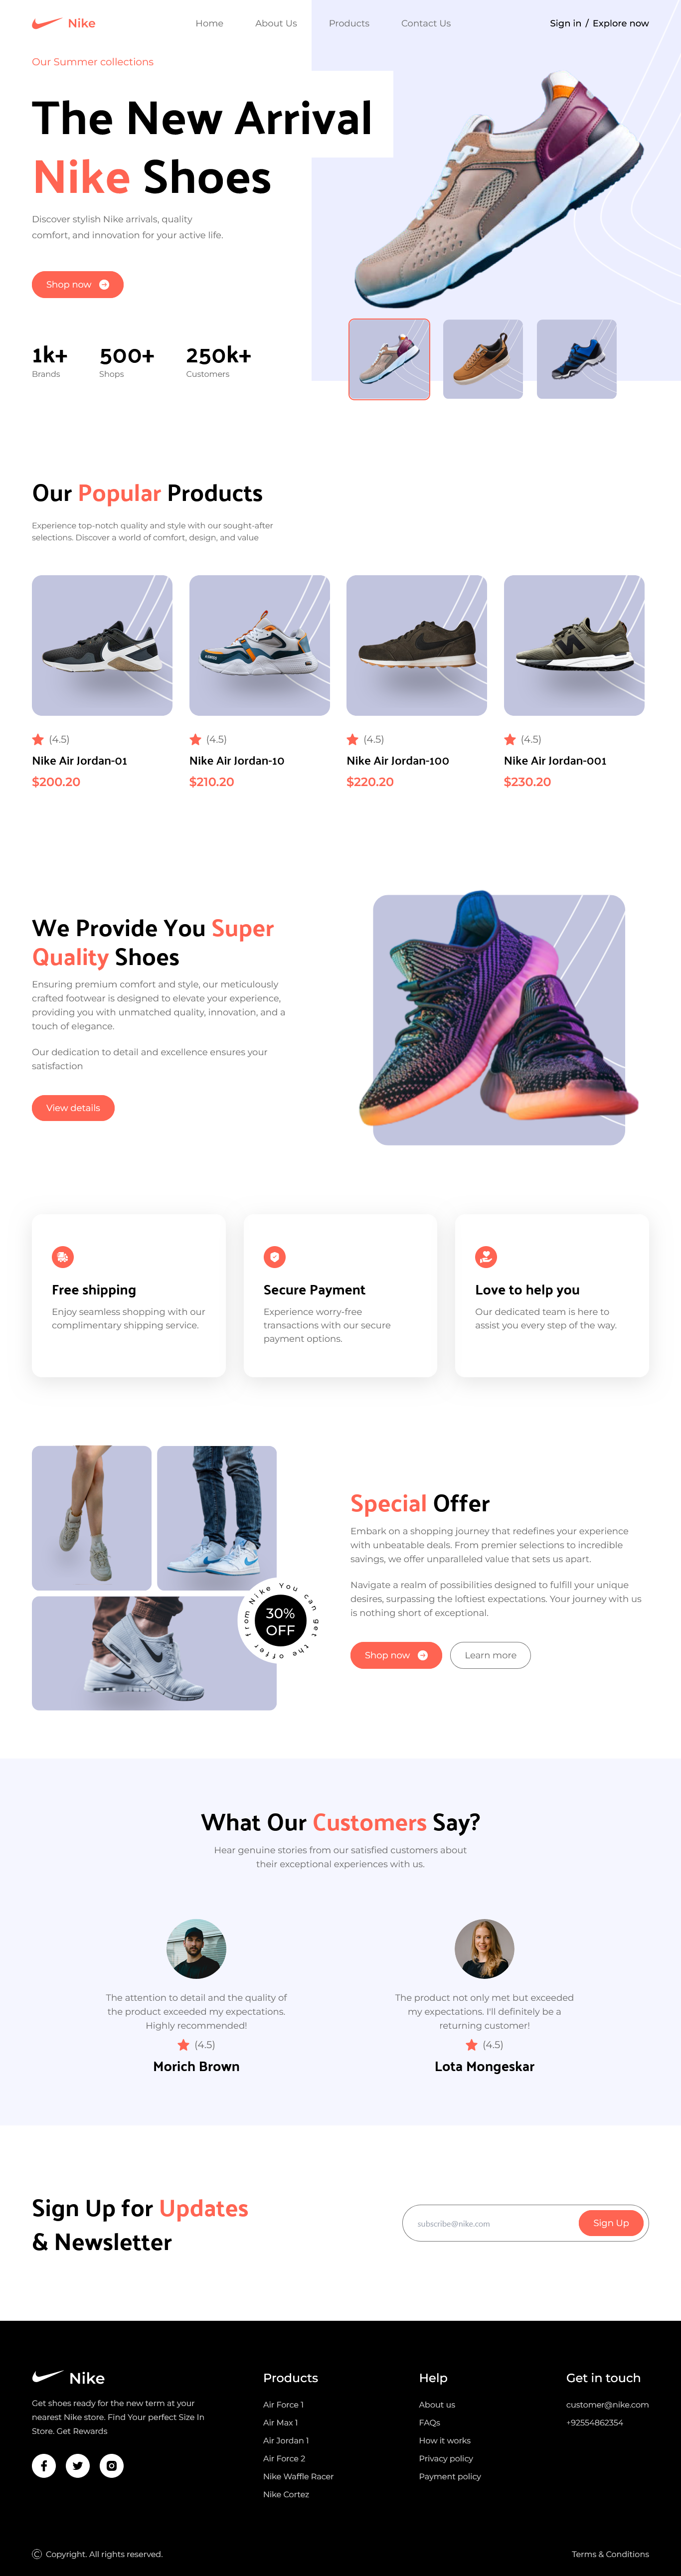 Nike
Home
About Us
Products
Contact Us
Sign in / Explore now
Our Summer collections
The New Arrival
Nike Shoes
Discover stylish Nike arrivals, quality
comfort, and innovation for your active life.
Shop now
1k+
Brands
500+
Shops
250k+
Customers
Our Popular Products
Experience top-notch quality and style with our sought-after
selections. Discover a world of comfort, design, and value
(4.5)
Nike Air Jordan-01
$200.20
(4.5)
Nike Air Jordan-10
$210.20
(4.5)
Nike Air Jordan-100
$220.20
(4.5)
Nike Air Jordan-001
$230.20
We Provide You Super
Quality Shoes
Ensuring premium comfort and style, our meticulously
crafted footwear is designed to elevate your experience,
providing you with unmatched quality, innovation, and a
touch of elegance.
Our dedication to detail and excellence ensures your
satisfaction
View details
Free shipping
Enjoy seamless shopping with our
complimentary shipping service.
Secure Payment
Experience worry-free
transactions with our secure
payment options.
Love to help you
Our dedicated team is here to
assist you every step of the way.
You can get the offer from Nike
30%
OFF
Special Offer
Embark on a shopping journey that redefines your experience
with unbeatable deals. From premier selections to incredible
savings, we offer unparalleled value that sets us apart.
Navigate a realm of possibilities designed to fulfill your unique
desires, surpassing the loftiest expectations. Your journey with us
is nothing short of exceptional.
Shop now
Learn more
What Our Customers Say?
Hear genuine stories from our satisfied customers about
their exceptional experiences with us.
The attention to detail and the quality of
the product exceeded my expectations.
Highly recommended!
(4.5)
Morich Brown
The product not only met but exceeded
my expectations. I'll definitely be a
returning customer!
(4.5)
Lota Mongeskar
Sign Up for Updates
& Newsletter
subscribe@nike.com
Sign Up
Nike
Get shoes ready for the new term at your
nearest Nike store. Find Your perfect Size In
Store. Get Rewards
Products
Air Force 1
Air Max 1
Air Jordan 1
Air Force 2
Nike Waffle Racer
Nike Cortez
Help
About us
FAQs
How it works
Privacy policy
Payment policy
Get in touch
customer@nike.com
+92554862354
© Copyright. All rights reserved.
Terms & Conditions